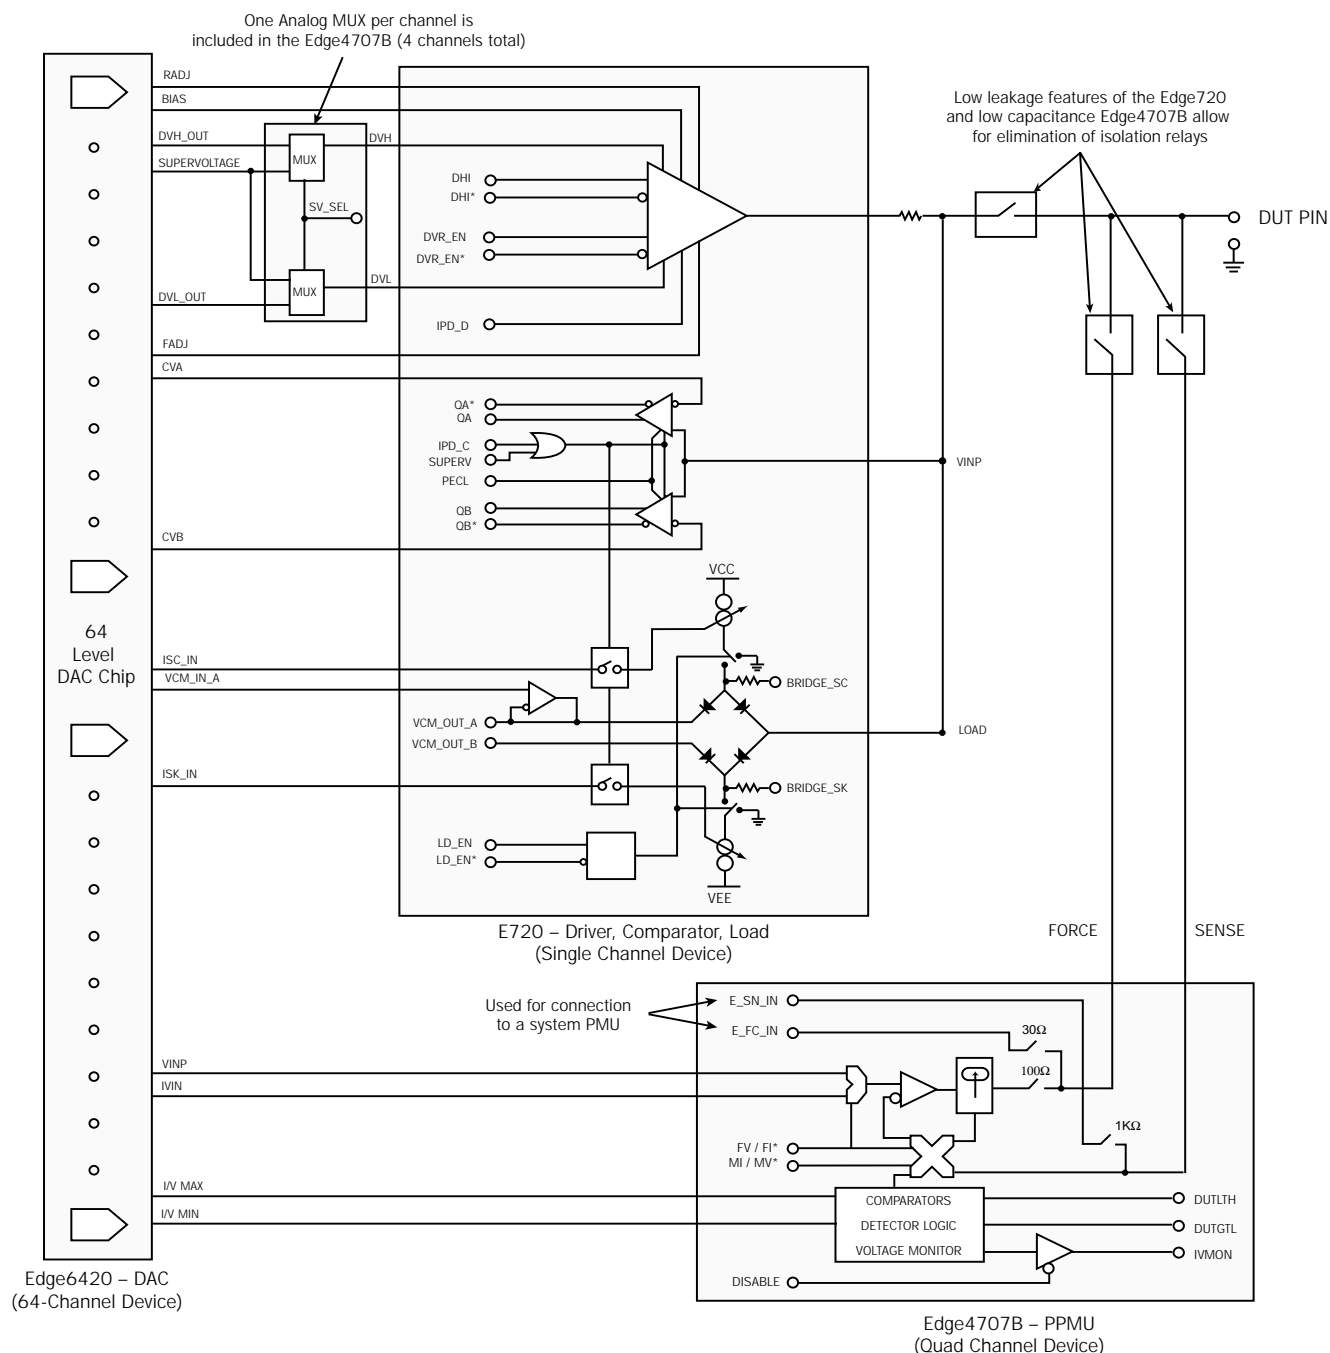 One Analog MUX per channel is
included in the Edge4707B (4 channels total)
RADJ
BIAS
DVH_OUT
SUPERVOLTAGE
MUX
DVH
SV_SEL
MUX
DVL
DVL_OUT
FADJ
CVA
DHI
DHI*
DVR_EN
DVR_EN*
IPD_D
Low leakage features of the Edge720
and low capacitance Edge4707B allow
for elimination of isolation relays
DUT PIN
QA*
QA
IPD_C
SUPERV
PECL
QB
QB*
VINP
CVB
VCC
64
Level
DAC Chip
ISC_IN
VCM_IN_A
BRIDGE_SC
VCM_OUT_A
VCM_OUT_B
LOAD
ISK_IN
BRIDGE_SK
LD_EN
LD_EN*
VEE
E720 – Driver, Comparator, Load
(Single Channel Device)
FORCE
SENSE
Used for connection
to a system PMU
E_SN_IN
E_FC_IN
30Ω
100Ω
1KΩ
VINP
IVIN
FV / FI*
MI / MV*
I/V MAX
I/V MIN
COMPARATORS
DETECTOR LOGIC
VOLTAGE MONITOR
DUTLTH
DUTGTL
IVMON
DISABLE
Edge6420 – DAC
(64-Channel Device)
Edge4707B – PPMU
(Quad Channel Device)